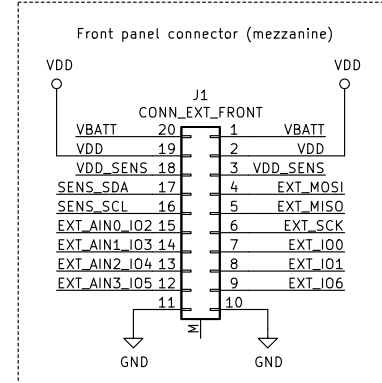 Front panel connector (mezzanine)
VDD VDD
J1
CONN_EXT_FRONT
VBATT 20 1 VBATT
VDD 19 2 VDD
VDD_SENS 18 3 VDD_SENS
SENS_SDA 17 4 EXT_MOSI
SENS_SCL 16 5 EXT_MISO
EXT_AIN0_IO2 15 6 EXT_SCK
EXT_AIN1_IO3 14 7 EXT_IO0
EXT_AIN2_IO4 13 8 EXT_IO1
EXT_AIN3_IO5 12 9 EXT_IO6
11 10
M
GND GND